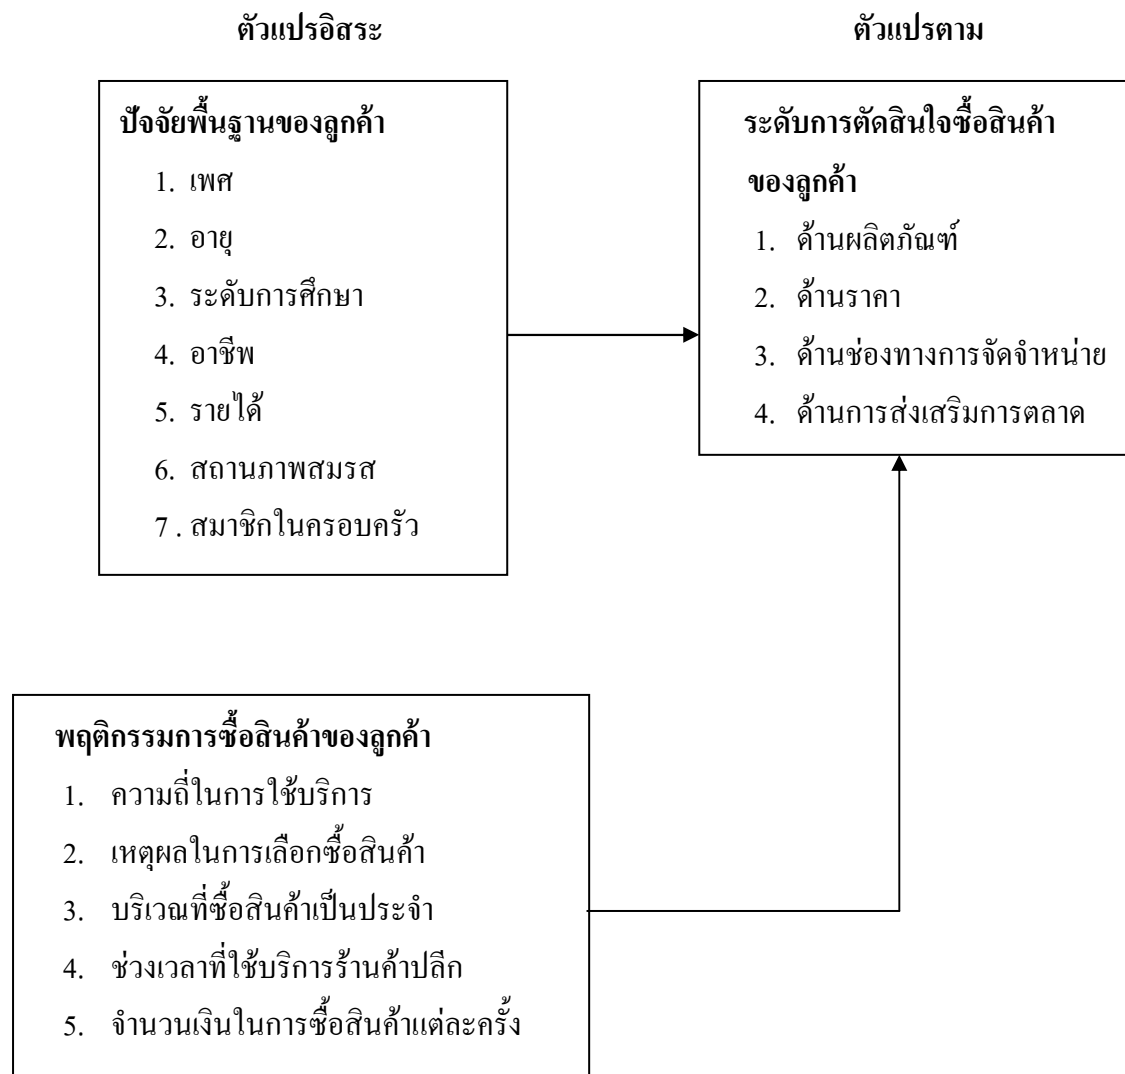 ตัวแปรอิสระ
ตัวแปรตาม
ปัจจัยพื้นฐานของลูกค้า
1. เพศ
2. อายุ
3. ระดับการศึกษา
4. อาชีพ
5. รายได้
6. สถานภาพสมรส
7 . สมาชิกในครอบครัว
ระดับการตัดสินใจซื้อสินค้า
ของลูกค้า
1. ด้านผลิตภัณฑ์
2. ด้านราคา
3. ด้านช่องทางการจัดจำหน่าย
4. ด้านการส่งเสริมการตลาด
พฤติกรรมการซื้อสินค้าของลูกค้า
1. ความถี่ในการใช้บริการ
2. เหตุผลในการเลือกซื้อสินค้า
3. บริเวณที่ซื้อสินค้าเป็นประจำ
4. ช่วงเวลาที่ใช้บริการร้านค้าปลีก
5. จำนวนเงินในการซื้อสินค้าแต่ละครั้ง